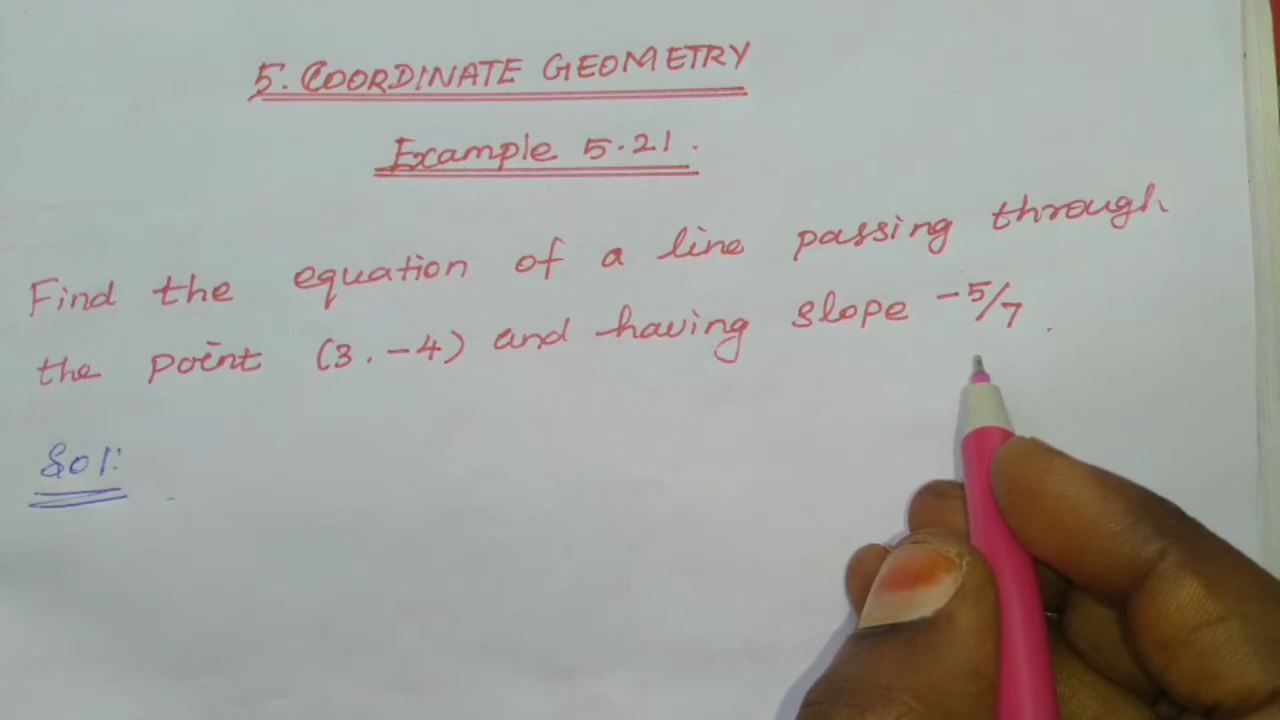 5. COORDINATE GEOMETRY
Example 5.21.
Find the equation of a line passing through
the point (3.-4) and having slope -5/7.
Sol: